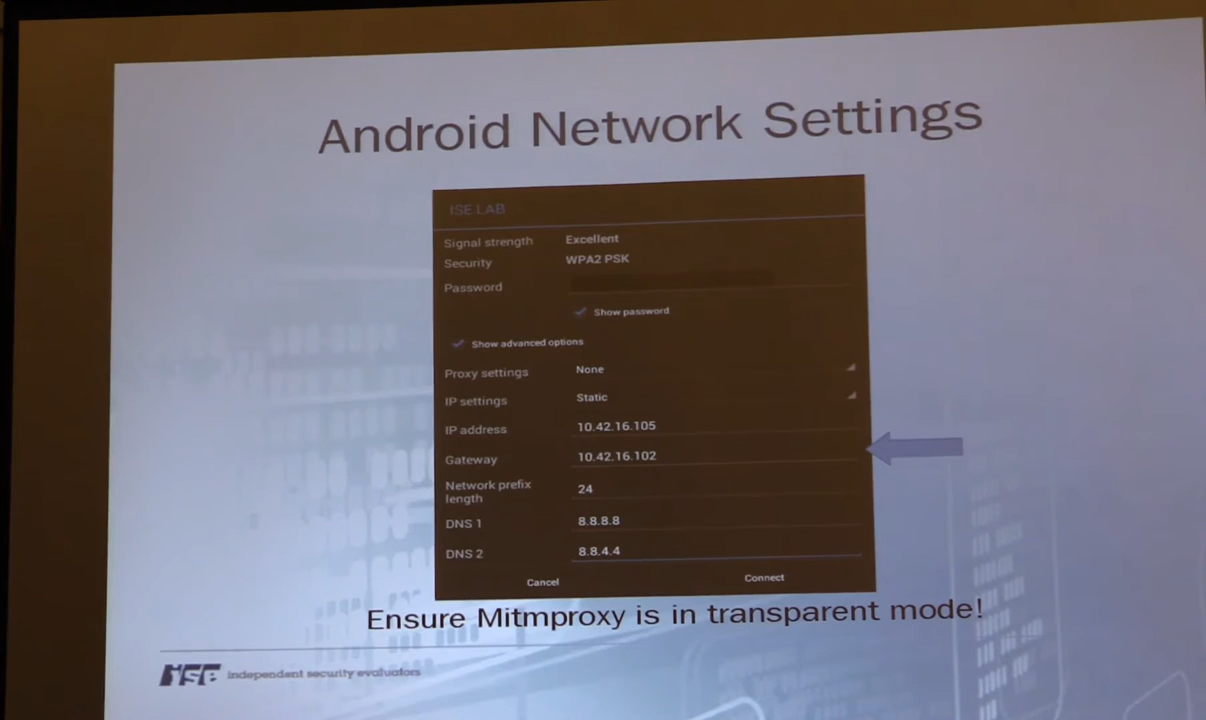 Android Network Settings
ISE LAB
Signal strength Excellent
Security WPA2 PSK
Password
Show password
Show advanced options
Proxy settings None
IP settings Static
IP address 10.42.16.105
Gateway 10.42.16.102
Network prefix
length 24
DNS 1 8.8.8.8
DNS 2 8.8.4.4
Cancel Connect
Ensure Mitmproxy is in transparent mode!
ise independent security evaluators